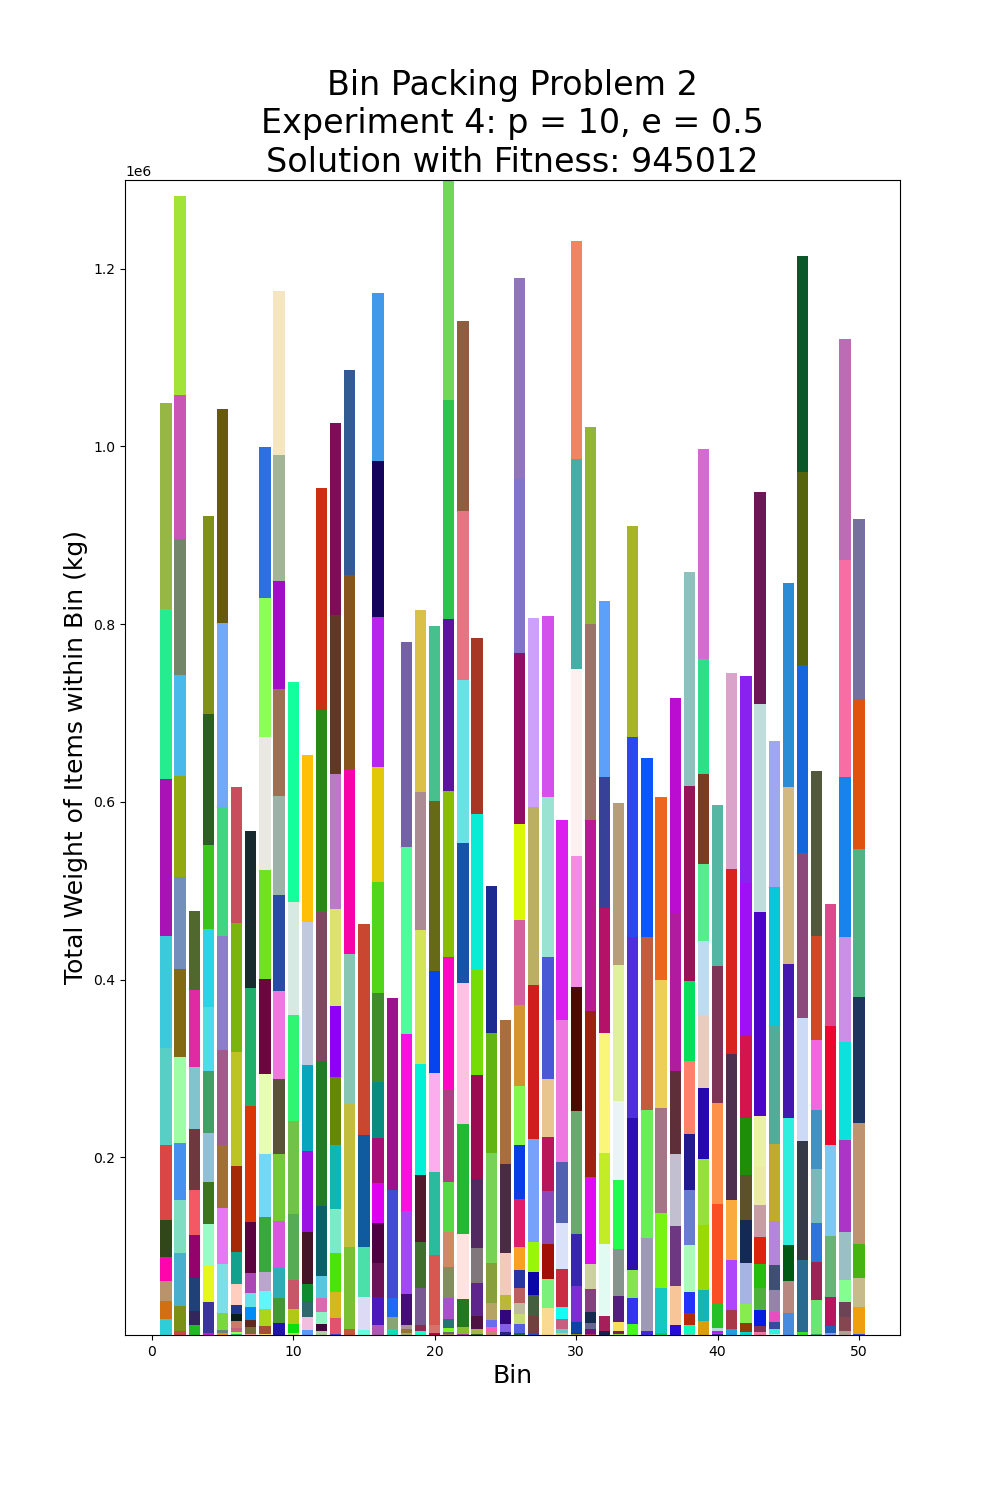 Bin Packing Problem 2
Experiment 4: p = 10, e = 0.5
Solution with Fitness: 945012
1e6
1.2
1.0
0.8
0.6
0.4
0.2
Total Weight of Items within Bin (kg)
0 10 20 30 40 50
Bin